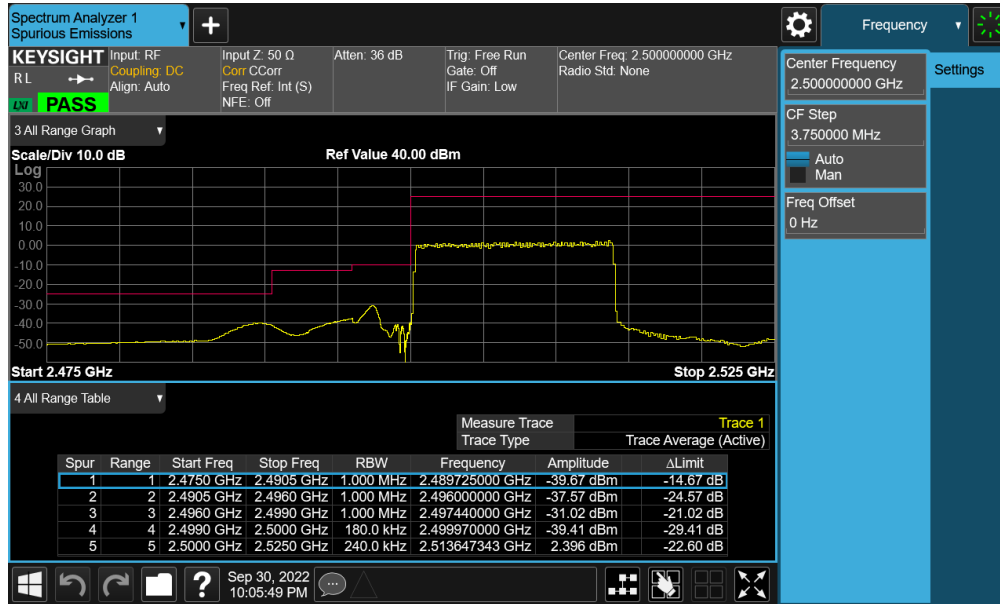 Spectrum Analyzer 1
Spurious Emissions
+
Frequency
KEYSIGHT
RL
LXI
PASS
Input: RF
Coupling: DC
Align: Auto
Input Z: 50 Ω
Corr CCorr
Freq Ref: Int (S)
NFE: Off
Atten: 36 dB
Trig: Free Run
Gate: Off
IF Gain: Low
Center Freq: 2.500000000 GHz
Radio Std: None
Center Frequency
2.500000000 GHz
Settings
CF Step
3.750000 MHz
Auto
Man
Freq Offset
0 Hz
3 All Range Graph
Scale/Div 10.0 dB
Ref Value 40.00 dBm
Log
30.0
20.0
10.0
0.00
-10.0
-20.0
-30.0
-40.0
-50.0
Start 2.475 GHz
Stop 2.525 GHz
4 All Range Table
Measure Trace Trace 1
Trace Type Trace Average (Active)
Spur Range Start Freq Stop Freq RBW Frequency Amplitude ΔLimit
1 1 2.4750 GHz 2.4905 GHz 1.000 MHz 2.489725000 GHz -39.67 dBm -14.67 dB
2 2 2.4905 GHz 2.4960 GHz 1.000 MHz 2.496000000 GHz -37.57 dBm -24.57 dB
3 3 2.4960 GHz 2.4990 GHz 1.000 MHz 2.497440000 GHz -31.02 dBm -21.02 dB
4 4 2.4990 GHz 2.5000 GHz 180.0 kHz 2.499970000 GHz -39.41 dBm -29.41 dB
5 5 2.5000 GHz 2.5250 GHz 240.0 kHz 2.513647343 GHz 2.396 dBm -22.60 dB
?
Sep 30, 2022
10:05:49 PM